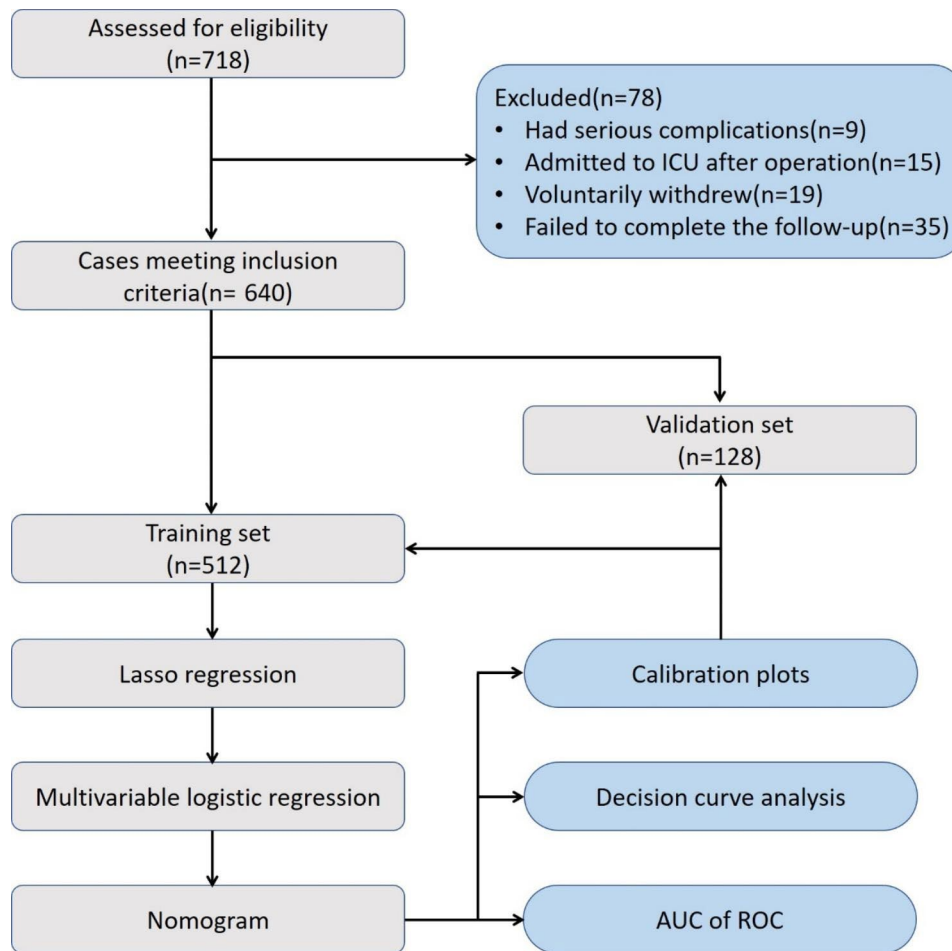 Assessed for eligibility
(n=718)
Excluded(n=78)
• Had serious complications(n=9)
• Admitted to ICU after operation(n=15)
• Voluntarily withdrew(n=19)
• Failed to complete the follow-up(n=35)
Cases meeting inclusion
criteria(n= 640)
Validation set
(n=128)
Training set
(n=512)
Lasso regression
Calibration plots
Multivariable logistic regression
Decision curve analysis
Nomogram
AUC of ROC